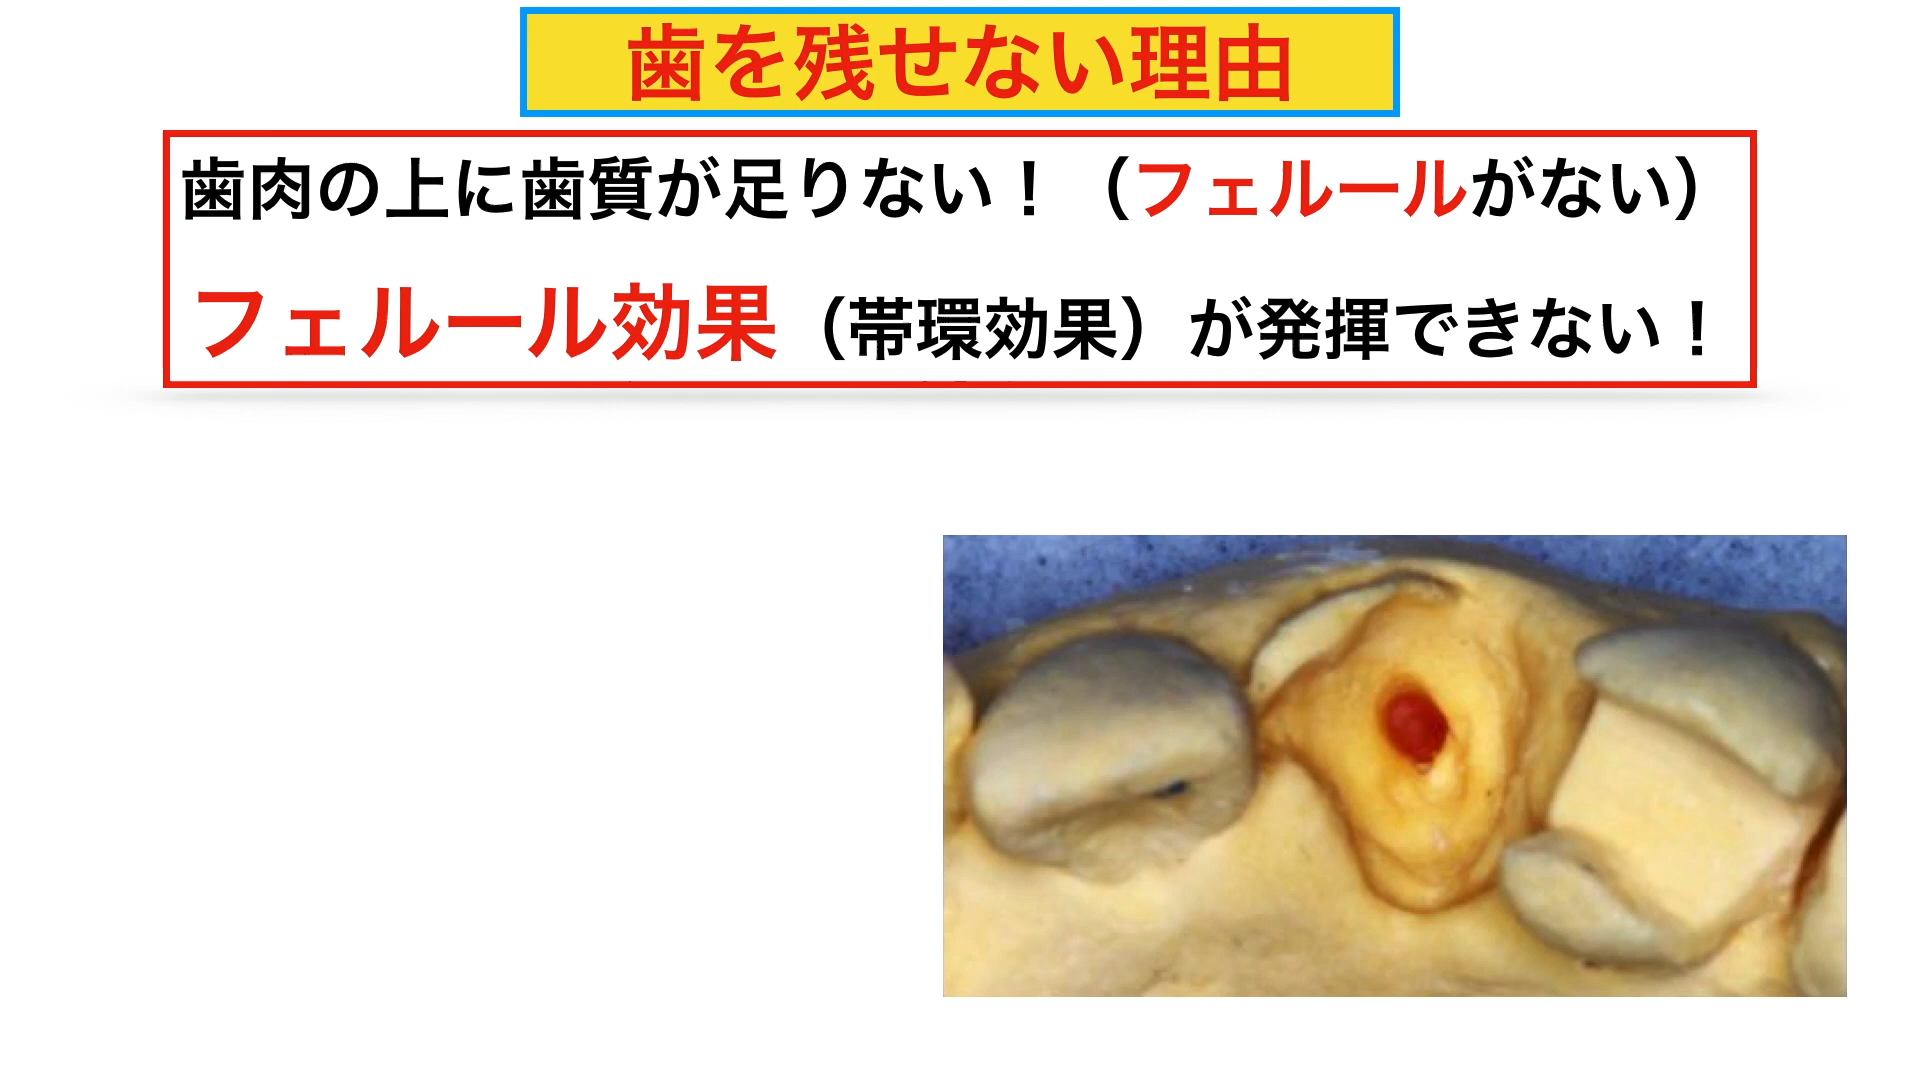 歯を残せない理由
歯肉の上に歯質が足りない！（フェルールがない）
フェルール効果（帯環効果）が発揮できない！